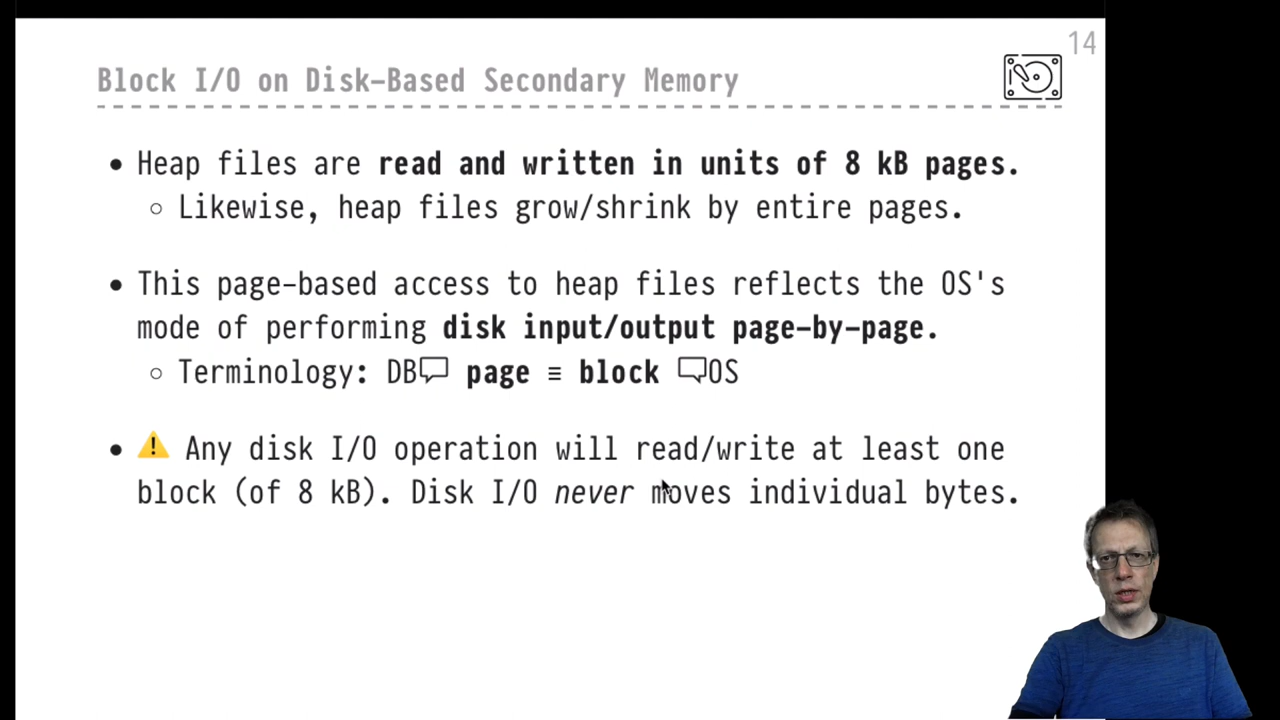 14
Block I/O on Disk-Based Secondary Memory
• Heap files are read and written in units of 8 kB pages.
○ Likewise, heap files grow/shrink by entire pages.
• This page-based access to heap files reflects the OS's
mode of performing disk input/output page-by-page.
○ Terminology: DB page ≡ block OS
• ⚠ Any disk I/O operation will read/write at least one
block (of 8 kB). Disk I/O never moves individual bytes.